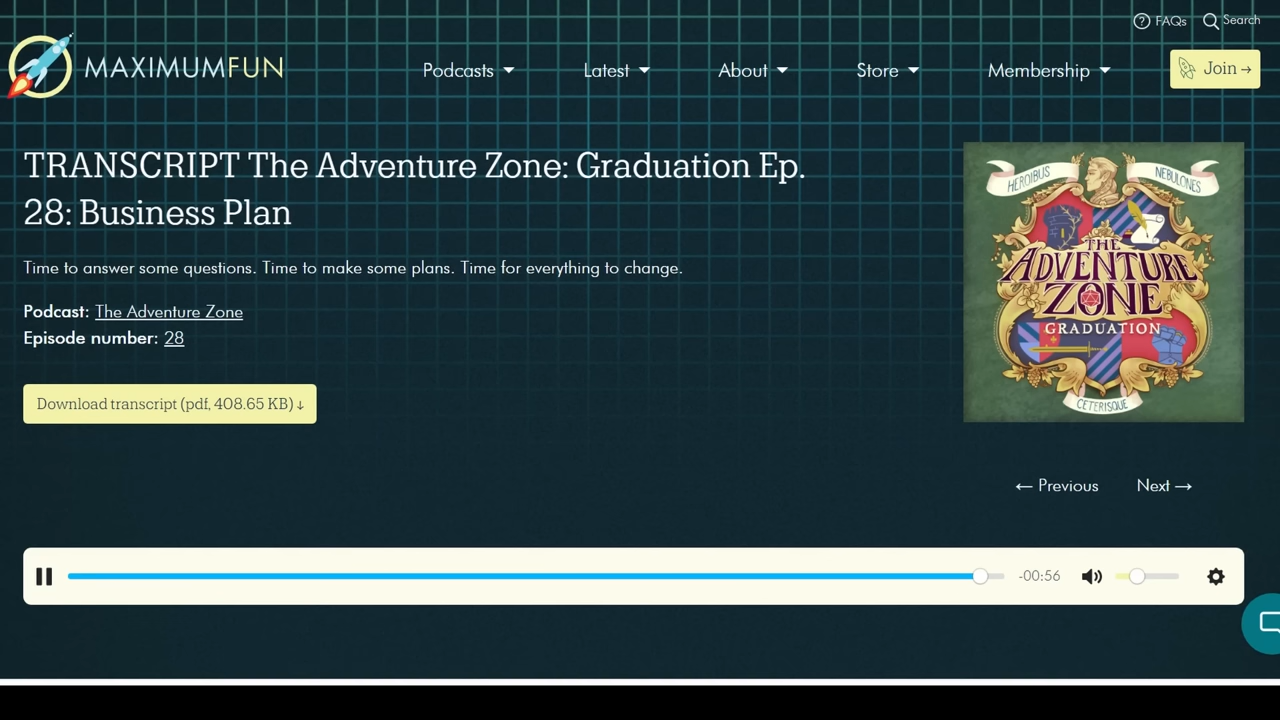 FAQs
Search
MAXIMUMFUN
Podcasts
Latest
About
Store
Membership
Join →
TRANSCRIPT The Adventure Zone: Graduation Ep.
28: Business Plan
Time to answer some questions. Time to make some plans. Time for everything to change.
Podcast: The Adventure Zone
Episode number: 28
Download transcript (pdf, 408.65 KB) ↓
HEROIBUS
NEBULONES
THE
ADVENTURE
ZONE
GRADUATION
CETERISQUE
← Previous
Next →
-00:56